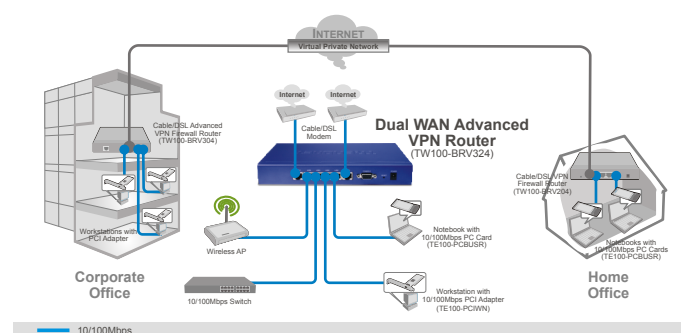 INTERNET
Virtual Private Network
Internet
Internet
Cable/DSL
Modem
Dual WAN Advanced
VPN Router
(TW100-BRV324)
Cable/DSL Advanced
VPN Firewall Router
(TW100-BRV304)
Workstations with
PCI Adapter
Corporate
Office
Wireless AP
10/100Mbps Switch
Notebook with
10/100Mbps PC Card
(TE100-PCBUSR)
Workstation with
10/100Mbps PCI Adapter
(TE100-PCIWN)
Cable/DSL VPN
Firewall Router
(TW100-BRV204)
Notebooks with
10/100Mbps PC Cards
(TE100-PCBUSR)
Home
Office
10/100Mbps